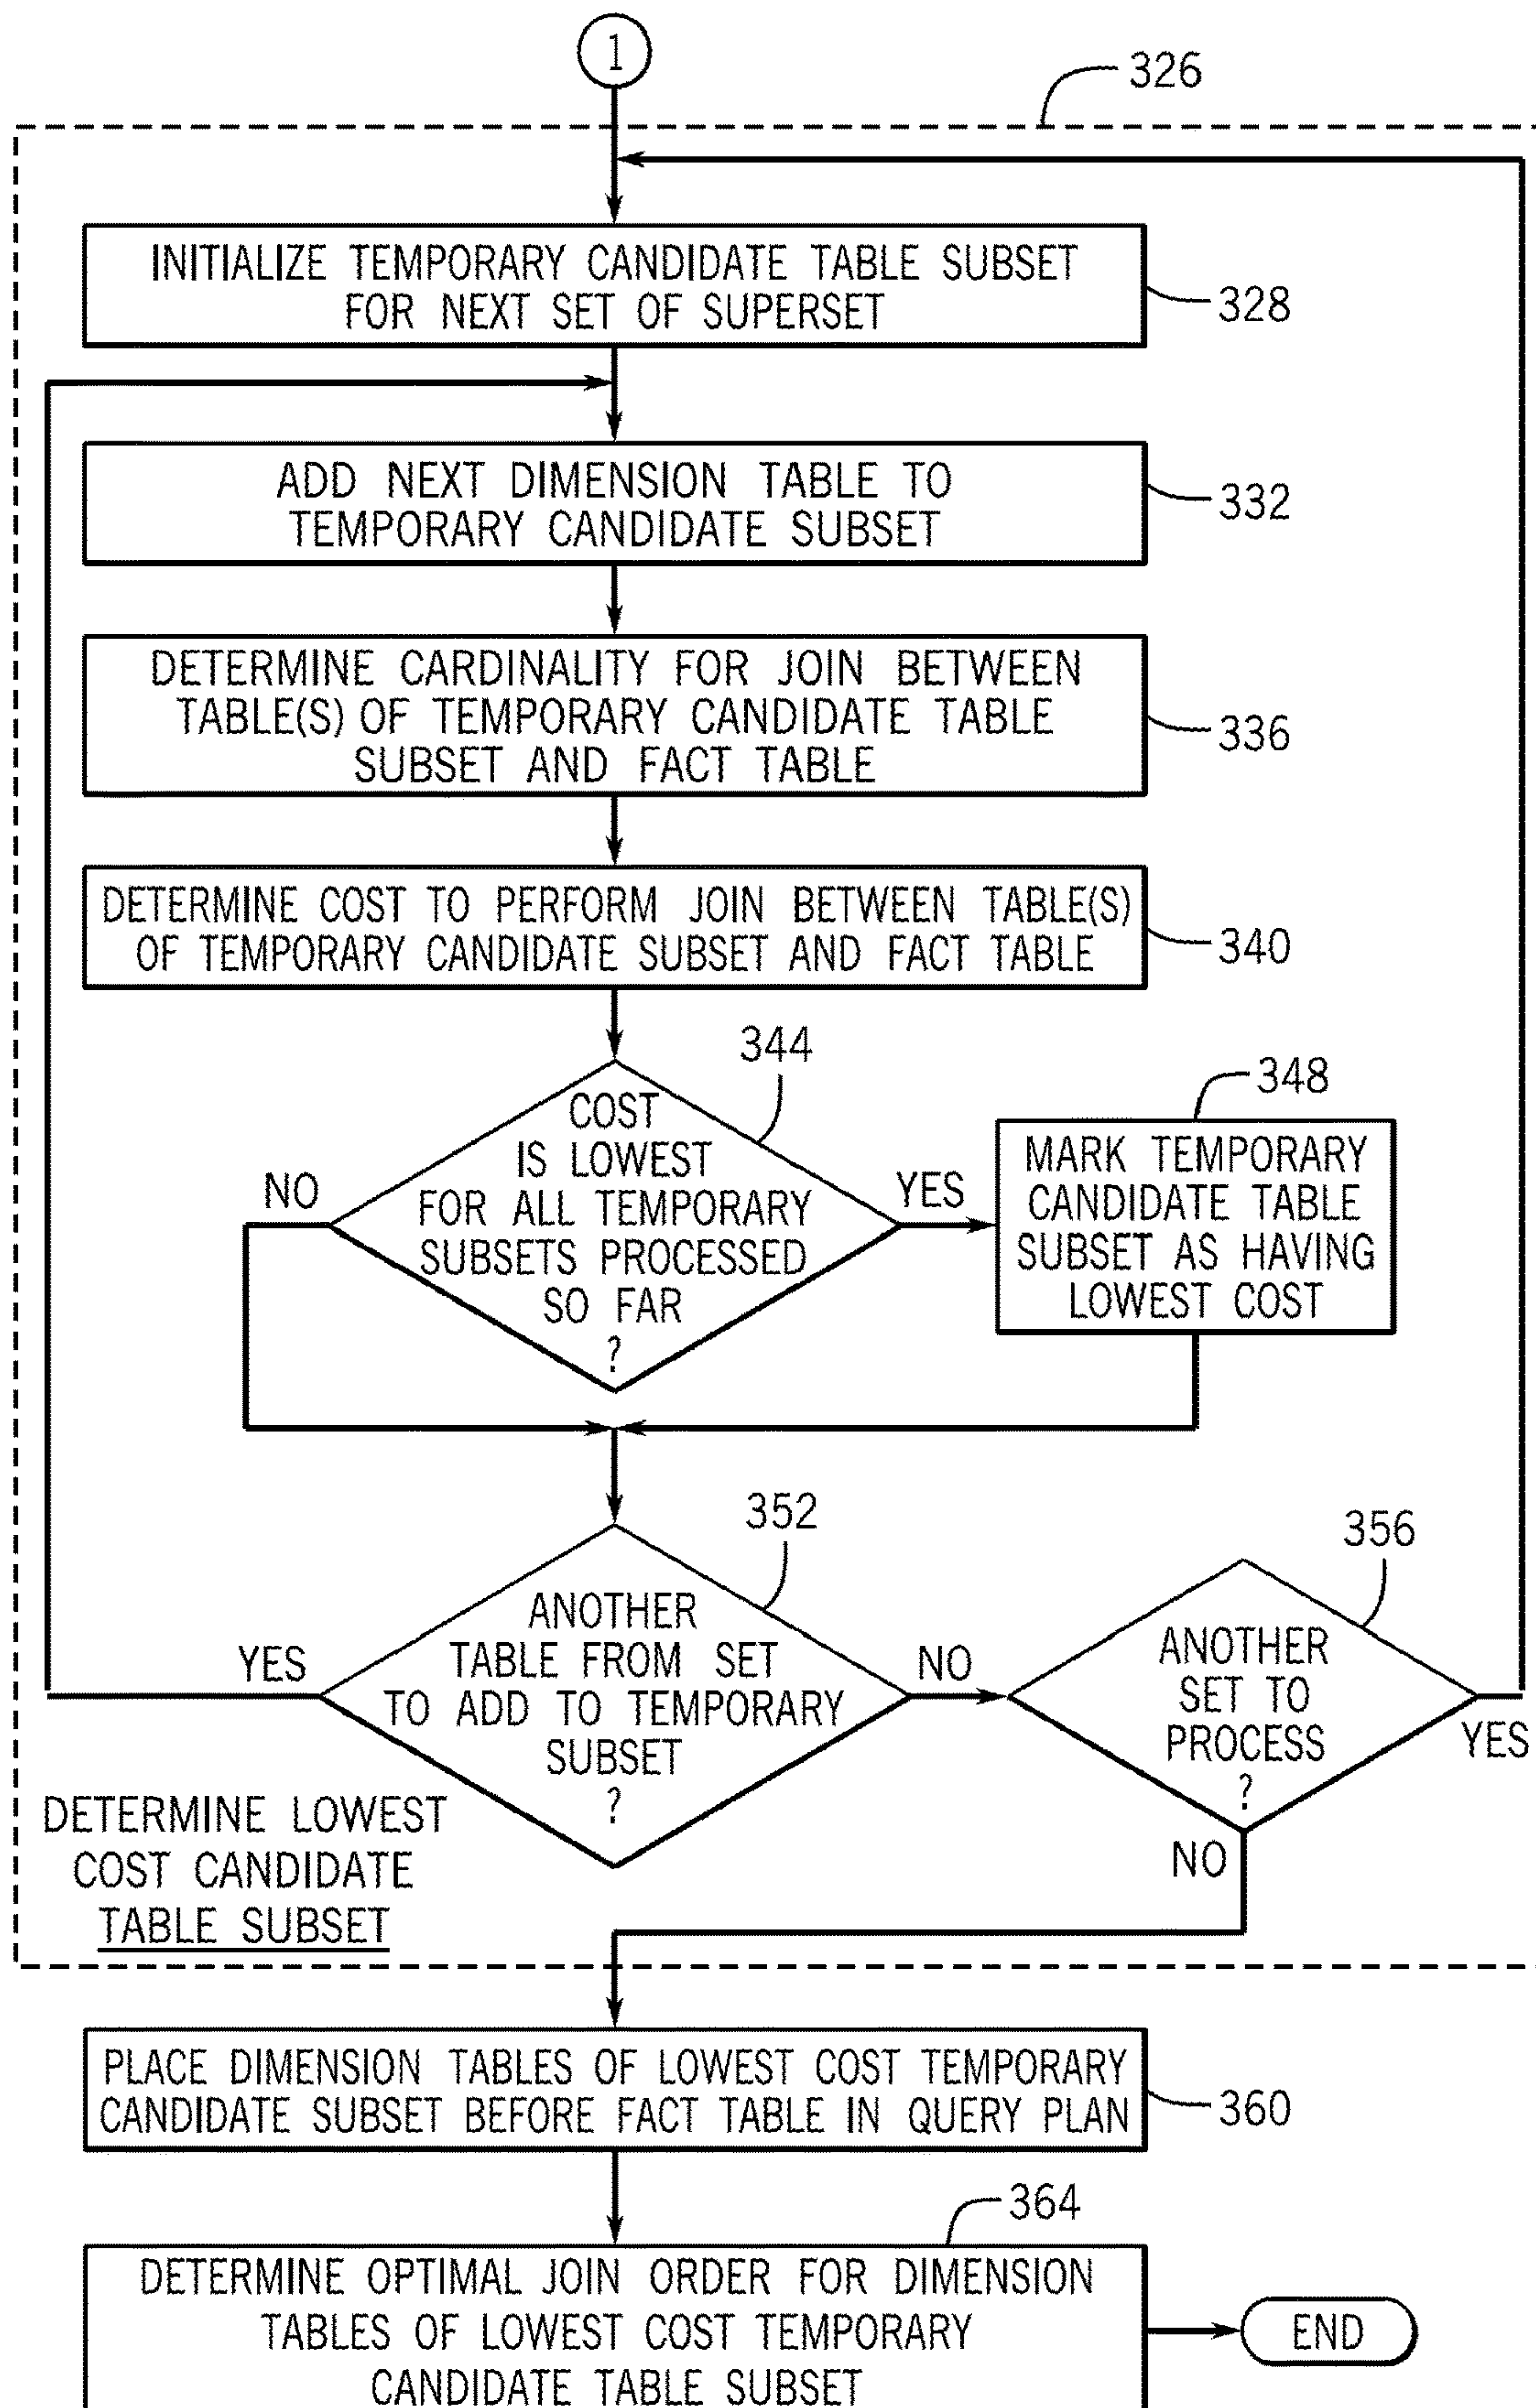 1
326
INITIALIZE TEMPORARY CANDIDATE TABLE SUBSET
FOR NEXT SET OF SUPERSET
328
ADD NEXT DIMENSION TABLE TO
TEMPORARY CANDIDATE SUBSET
332
DETERMINE CARDINALITY FOR JOIN BETWEEN
TABLE(S) OF TEMPORARY CANDIDATE TABLE
SUBSET AND FACT TABLE
336
DETERMINE COST TO PERFORM JOIN BETWEEN TABLE(S)
OF TEMPORARY CANDIDATE SUBSET AND FACT TABLE
340
344
COST
IS LOWEST
FOR ALL TEMPORARY
SUBSETS PROCESSED
SO FAR
?
NO
YES
348
MARK TEMPORARY
CANDIDATE TABLE
SUBSET AS HAVING
LOWEST COST
352
ANOTHER
TABLE FROM SET
TO ADD TO TEMPORARY
SUBSET
?
YES
NO
356
ANOTHER
SET TO
PROCESS
?
YES
NO
DETERMINE LOWEST
COST CANDIDATE
TABLE SUBSET
PLACE DIMENSION TABLES OF LOWEST COST TEMPORARY
CANDIDATE SUBSET BEFORE FACT TABLE IN QUERY PLAN
360
364
DETERMINE OPTIMAL JOIN ORDER FOR DIMENSION
TABLES OF LOWEST COST TEMPORARY
CANDIDATE TABLE SUBSET
END